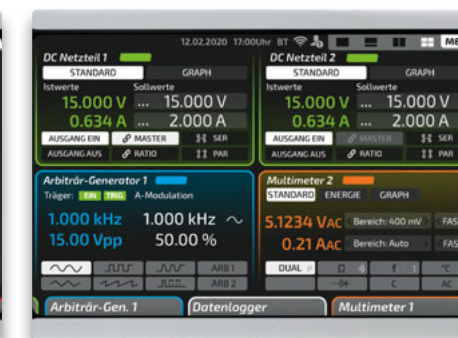 12.02.2020 17:00Uhr BT
DC Netzteil 1
STANDARD GRAPH
Istwerte Sollwerte
15.000 V ... 15.000 V
0.634 A ... 2.000 A
AUSGANG EIN MASTER SER
AUSGANG AUS RATIO PAR
DC Netzteil 2
STANDARD GRAPH
Istwerte Sollwerte
15.000 V ... 15.000 V
0.634 A ... 2.000 A
AUSGANG EIN MASTER SER
AUSGANG AUS RATIO PAR
Arbiträr-Generator 1
Träger: EIN TRIG A-Modulation
1.000 kHz 1.000 kHz
15.00 Vpp 50.00 %
ARB 1
ARB 2
Multimeter 2
STANDARD ENERGIE GRAPH
5.1234 VAC Bereich: 400 mV FAS
0.21 AAC Bereich: Auto FAS
DUAL P Ω f T °C
C AC
Arbiträr-Gen. 1 Datenlogger Multimeter 1